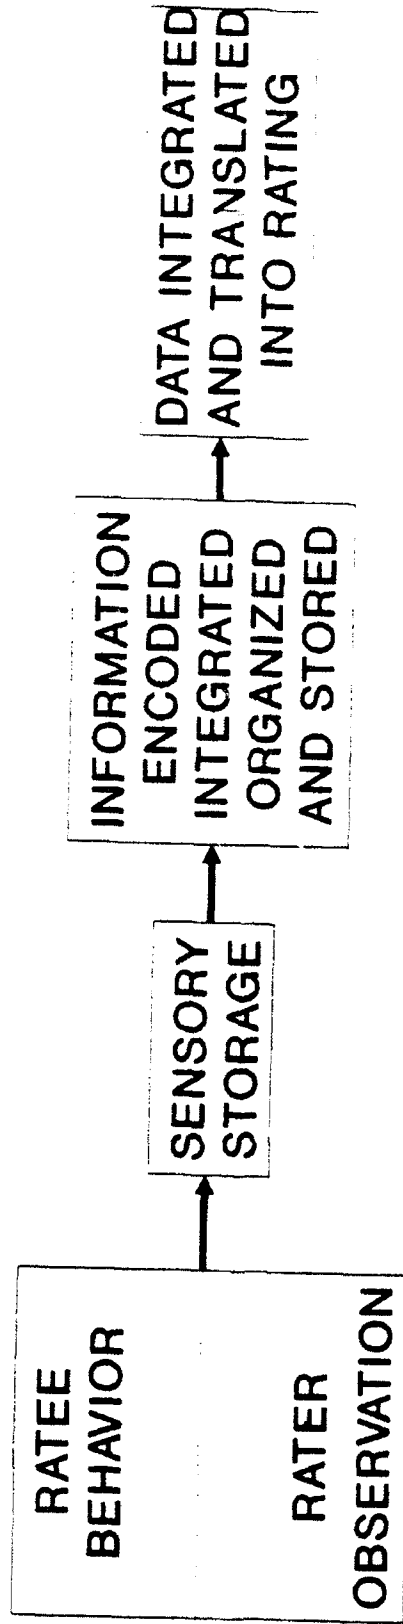 RATEE
BEHAVIOR
RATER
OBSERVATION
SENSORY
STORAGE
INFORMATION
ENCODED
INTEGRATED
ORGANIZED
AND STORED
DATA INTEGRATED
AND TRANSLATED
INTO RATING